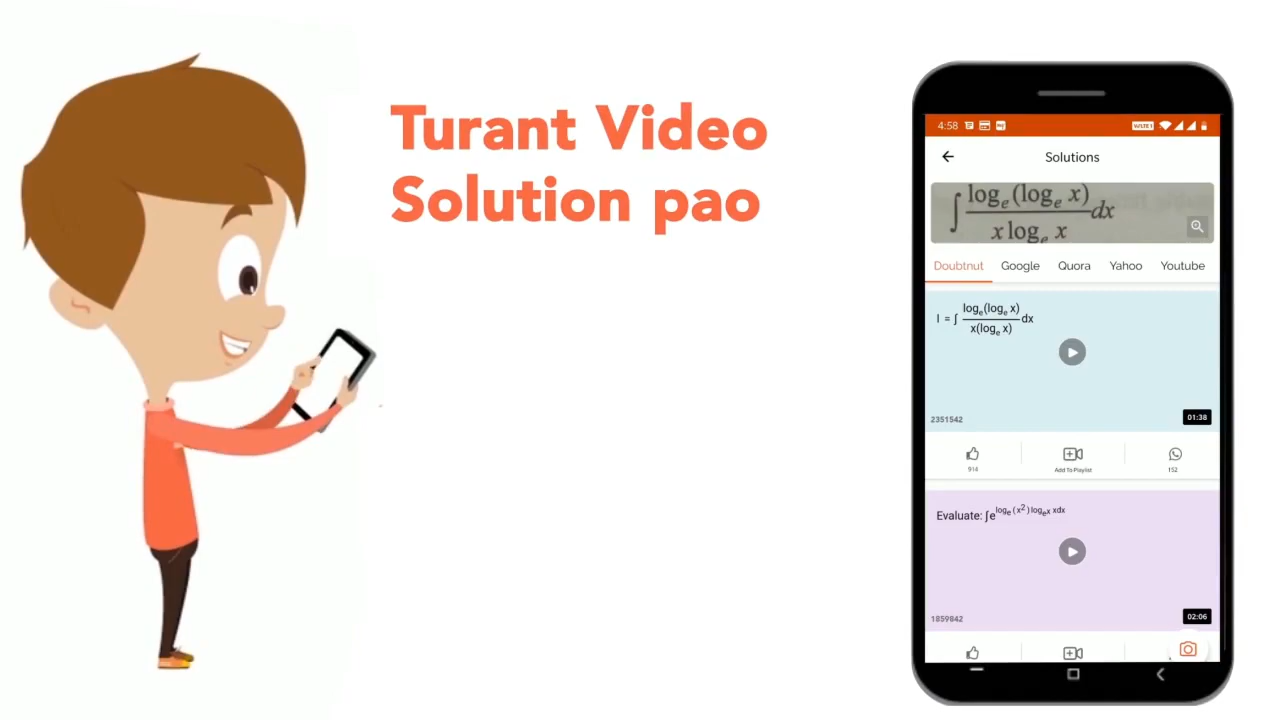 Turant Video
Solution pao
4:58
VoLTE1
Solutions
∫ logₑ(logₑ x) / x logₑ x dx
Doubtnut Google Quora Yahoo Youtube
I = ∫ logₑ(logₑ x) / x(logₑ x) dx
2351542 01:38
914 Add To Playlist 152
Evaluate: ∫e^logₑ(x²)logₑx xdx
1859842 02:06